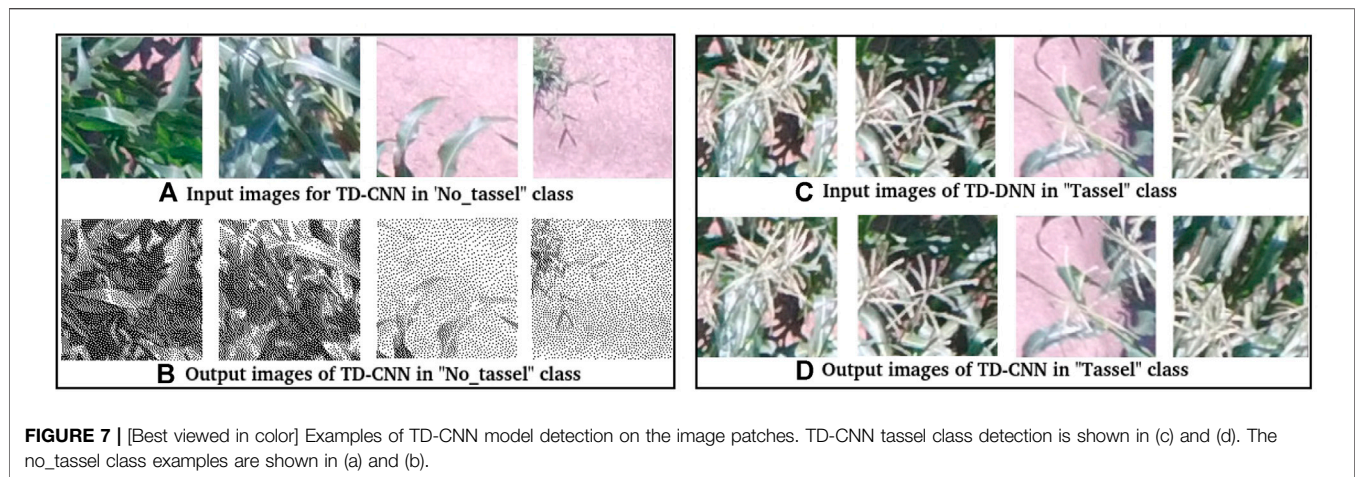 A Input images for TD-CNN in 'No_tassel" class
B Output images of TD-CNN in "No_tassel" class
C Input images of TD-DNN in "Tassel" class
D Output images of TD-CNN in "Tassel" class
FIGURE 7 | [Best viewed in color] Examples of TD-CNN model detection on the image patches. TD-CNN tassel class detection is shown in (c) and (d). The
no_tassel class examples are shown in (a) and (b).